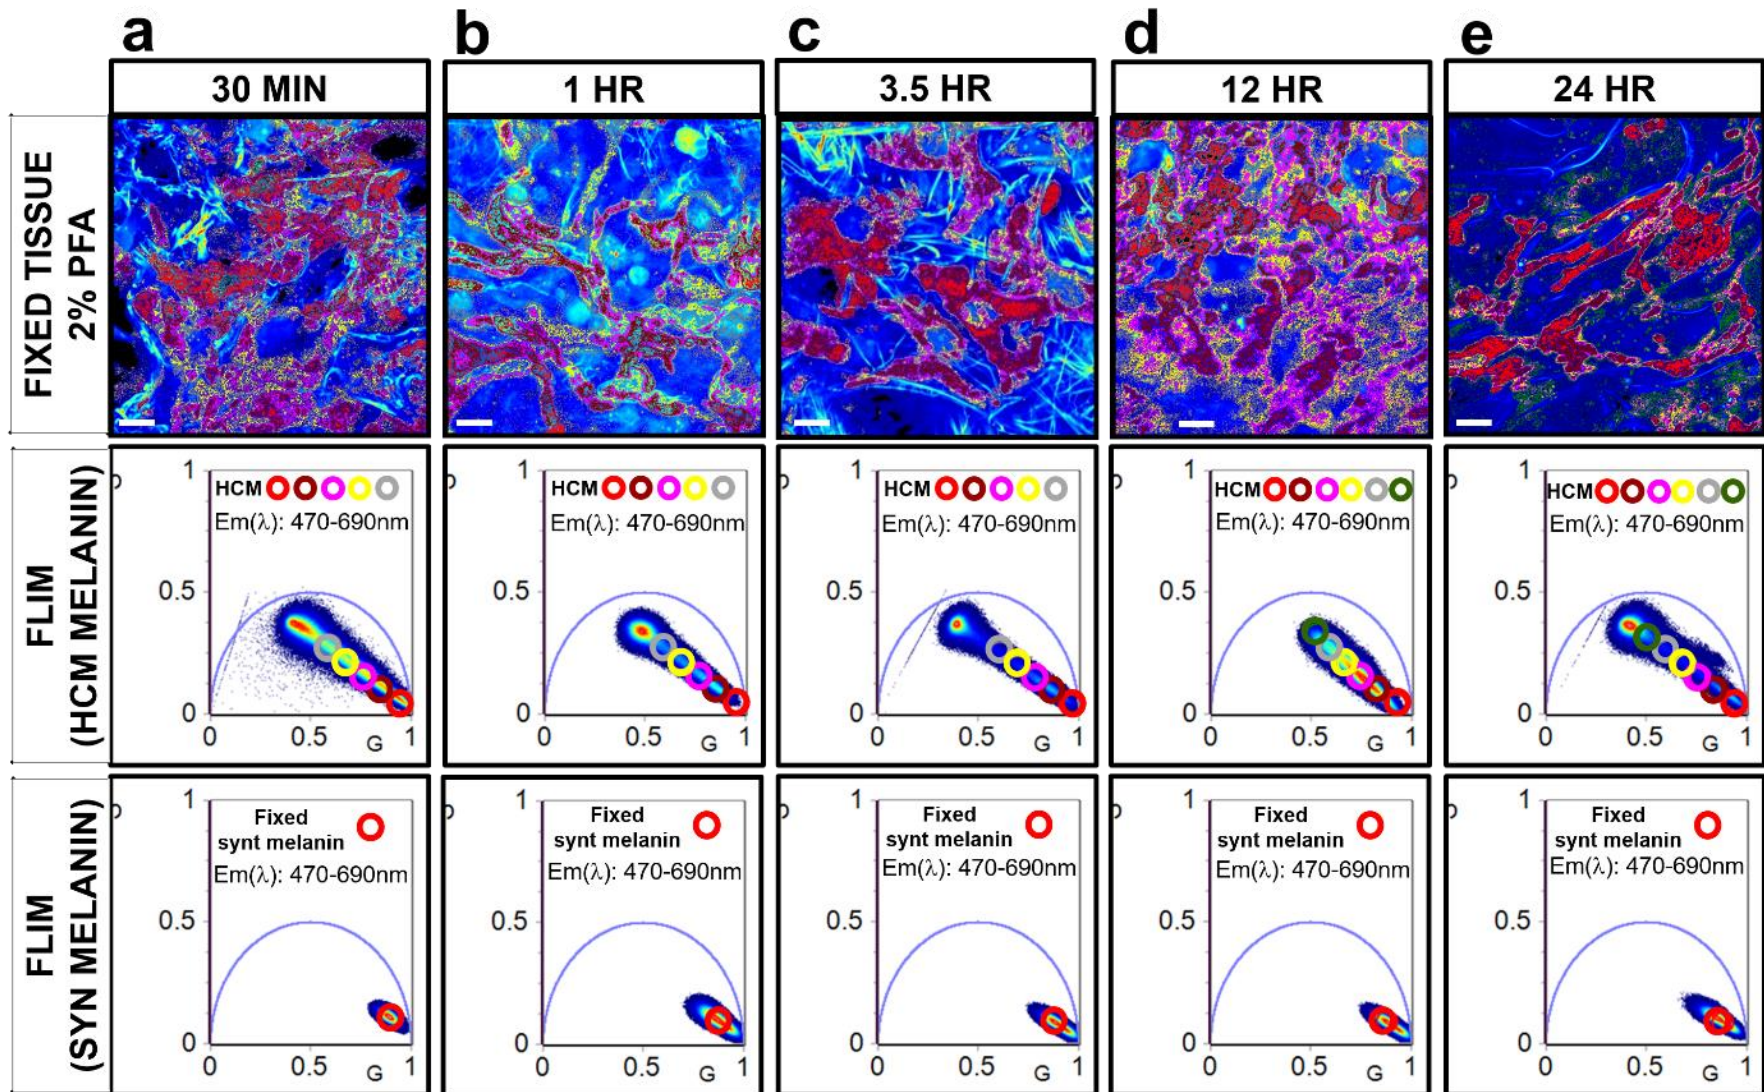 a b c d e
30 MIN 1 HR 3.5 HR 12 HR 24 HR
FIXED TISSUE
2% PFA
FLIM
(HCM MELANIN)
1 HCM
Em(λ): 470-690nm
0.5
0
0 0.5 G 1
1 HCM
Em(λ): 470-690nm
0.5
0
0 0.5 G 1
1 HCM
Em(λ): 470-690nm
0.5
0
0 0.5 G 1
1 HCM
Em(λ): 470-690nm
0.5
0
0 0.5 G 1
1 HCM
Em(λ): 470-690nm
0.5
0
0 0.5 G 1
FLIM
(SYN MELANIN)
1 Fixed
synt melanin
Em(λ): 470-690nm
0.5
0
0 0.5 G 1
1 Fixed
synt melanin
Em(λ): 470-690nm
0.5
0
0 0.5 G 1
1 Fixed
synt melanin
Em(λ): 470-690nm
0.5
0
0 0.5 G 1
1 Fixed
synt melanin
Em(λ): 470-690nm
0.5
0
0 0.5 G 1
1 Fixed
synt melanin
Em(λ): 470-690nm
0.5
0
0 0.5 G 1